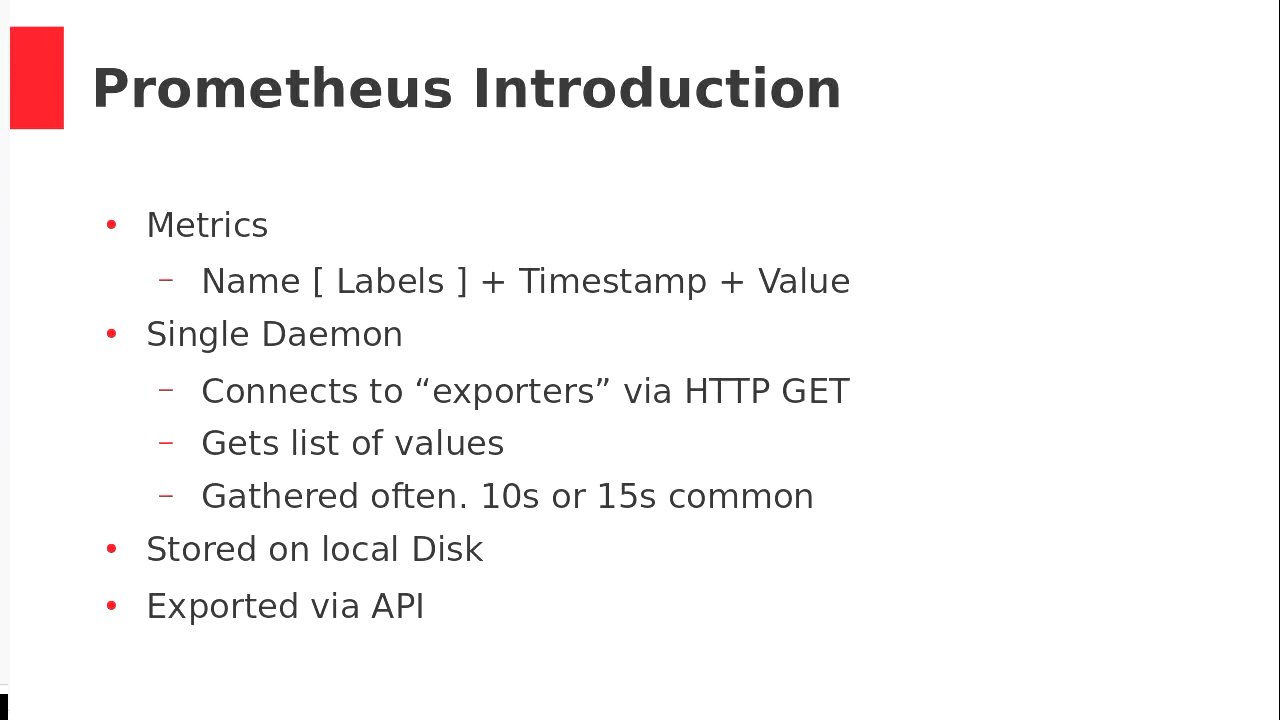 Prometheus Introduction
• Metrics
– Name [ Labels ] + Timestamp + Value
• Single Daemon
– Connects to “exporters” via HTTP GET
– Gets list of values
– Gathered often. 10s or 15s common
• Stored on local Disk
• Exported via API